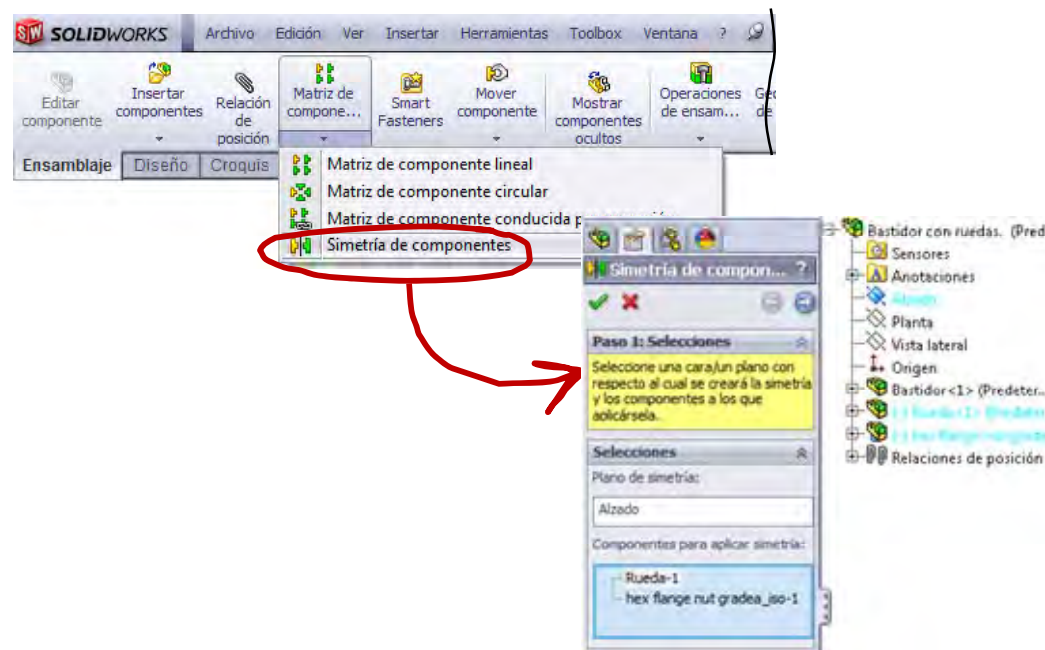 SOLIDWORKS Archivo Edición Ver Insertar Herramientas Toolbox Ventana ?
Editar componente
Insertar componentes
Relación de posición
Matriz de compone...
Smart Fasteners
Mover componente
Mostrar componentes ocultos
Operaciones de ensam...
Ensamblaje Diseño Croquis
Matriz de componente lineal
Matriz de componente circular
Matriz de componente conducida
Simetría de componentes
Simetría de compon... ?
Paso 1: Selecciones
Seleccione una cara/un plano con
respecto al cual se creará la simetría
y los componentes a los que
aplicársela.
Selecciones
Plano de simetría:
Alzado
Componentes para aplicar simetría:
Rueda-1
hex flange nut gradea_iso-1
Bastidor con ruedas. (Pred
Sensores
Anotaciones
Alzado
Planta
Vista lateral
Origen
Bastidor<1> (Predeter...
(-) Rueda<1> (Predeter
Relaciones de posición